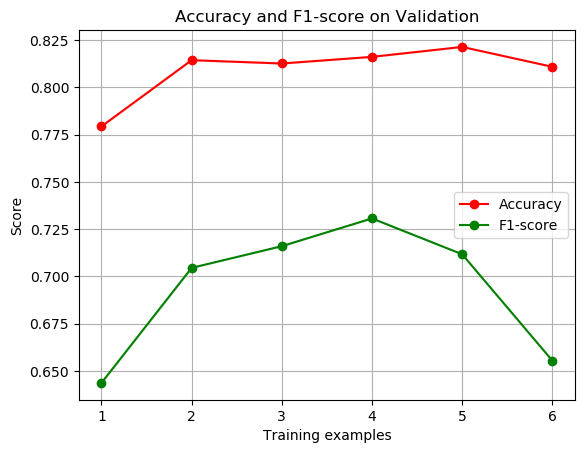 Accuracy and F1-score on Validation
0.825
0.800
0.775
0.750
0.725
0.700
0.675
0.650
Score
Accuracy
F1-score
1 2 3 4 5 6
Training examples